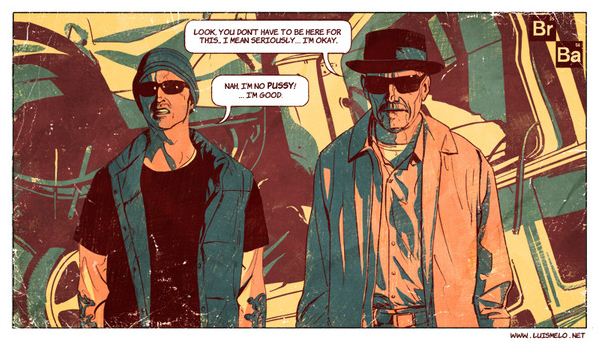 LOOK, YOU DON'T HAVE TO BE HERE FOR
THIS.. I MEAN SERIOUSLY... I'M OKAY.
NAH. I'M NO PUSSY!
... I'M GOOD.
Br
Ba
WWW.LUISMELO.NET